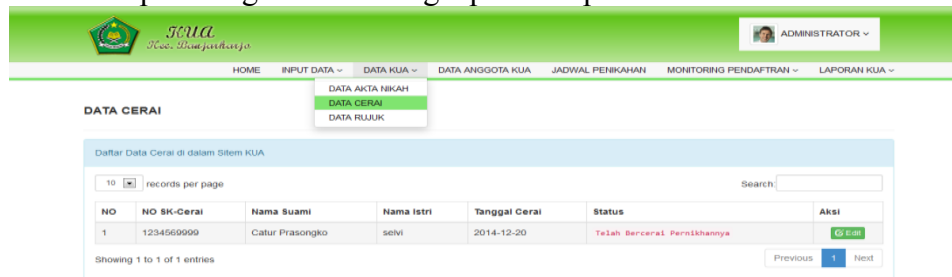 KUA
Kec. Banjarharjo
ADMINISTRATOR
HOME INPUT DATA DATA KUA DATA ANGGOTA KUA JADWAL PENIKAHAN MONITORING PENDAFTRAN LAPORAN KUA
DATA AKTA NIKAH
DATA CERAI
DATA RUJUK
DATA CERAI
Daftar Data Cerai di dalam Sitem KUA
10 records per page Search:
NO NO SK-Cerai Nama Suami Nama Istri Tanggal Cerai Status Aksi
1 1234569999 Catur Prasongko selvi 2014-12-20 Telah Bercerai Pernikhannya Edit
Showing 1 to 1 of 1 entries Previous 1 Next